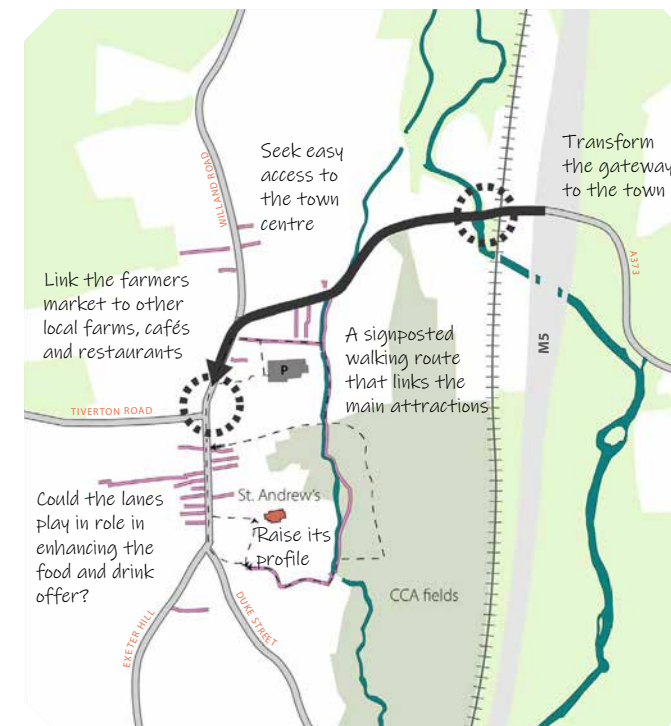 Transform
the gateway
to the town
Seek easy
access to
the town
centre
WILLAND ROAD
A373
Link the farmers
market to other
local farms, cafés
and restaurants
M5
A signposted
walking route
that links the
main attractions
P
TIVERTON ROAD
Could the lanes
play in role in
enhancing the
food and drink
offer?
St. Andrew's
Raise its
profile
CCA fields
EXETER HILL
DUKE STREET